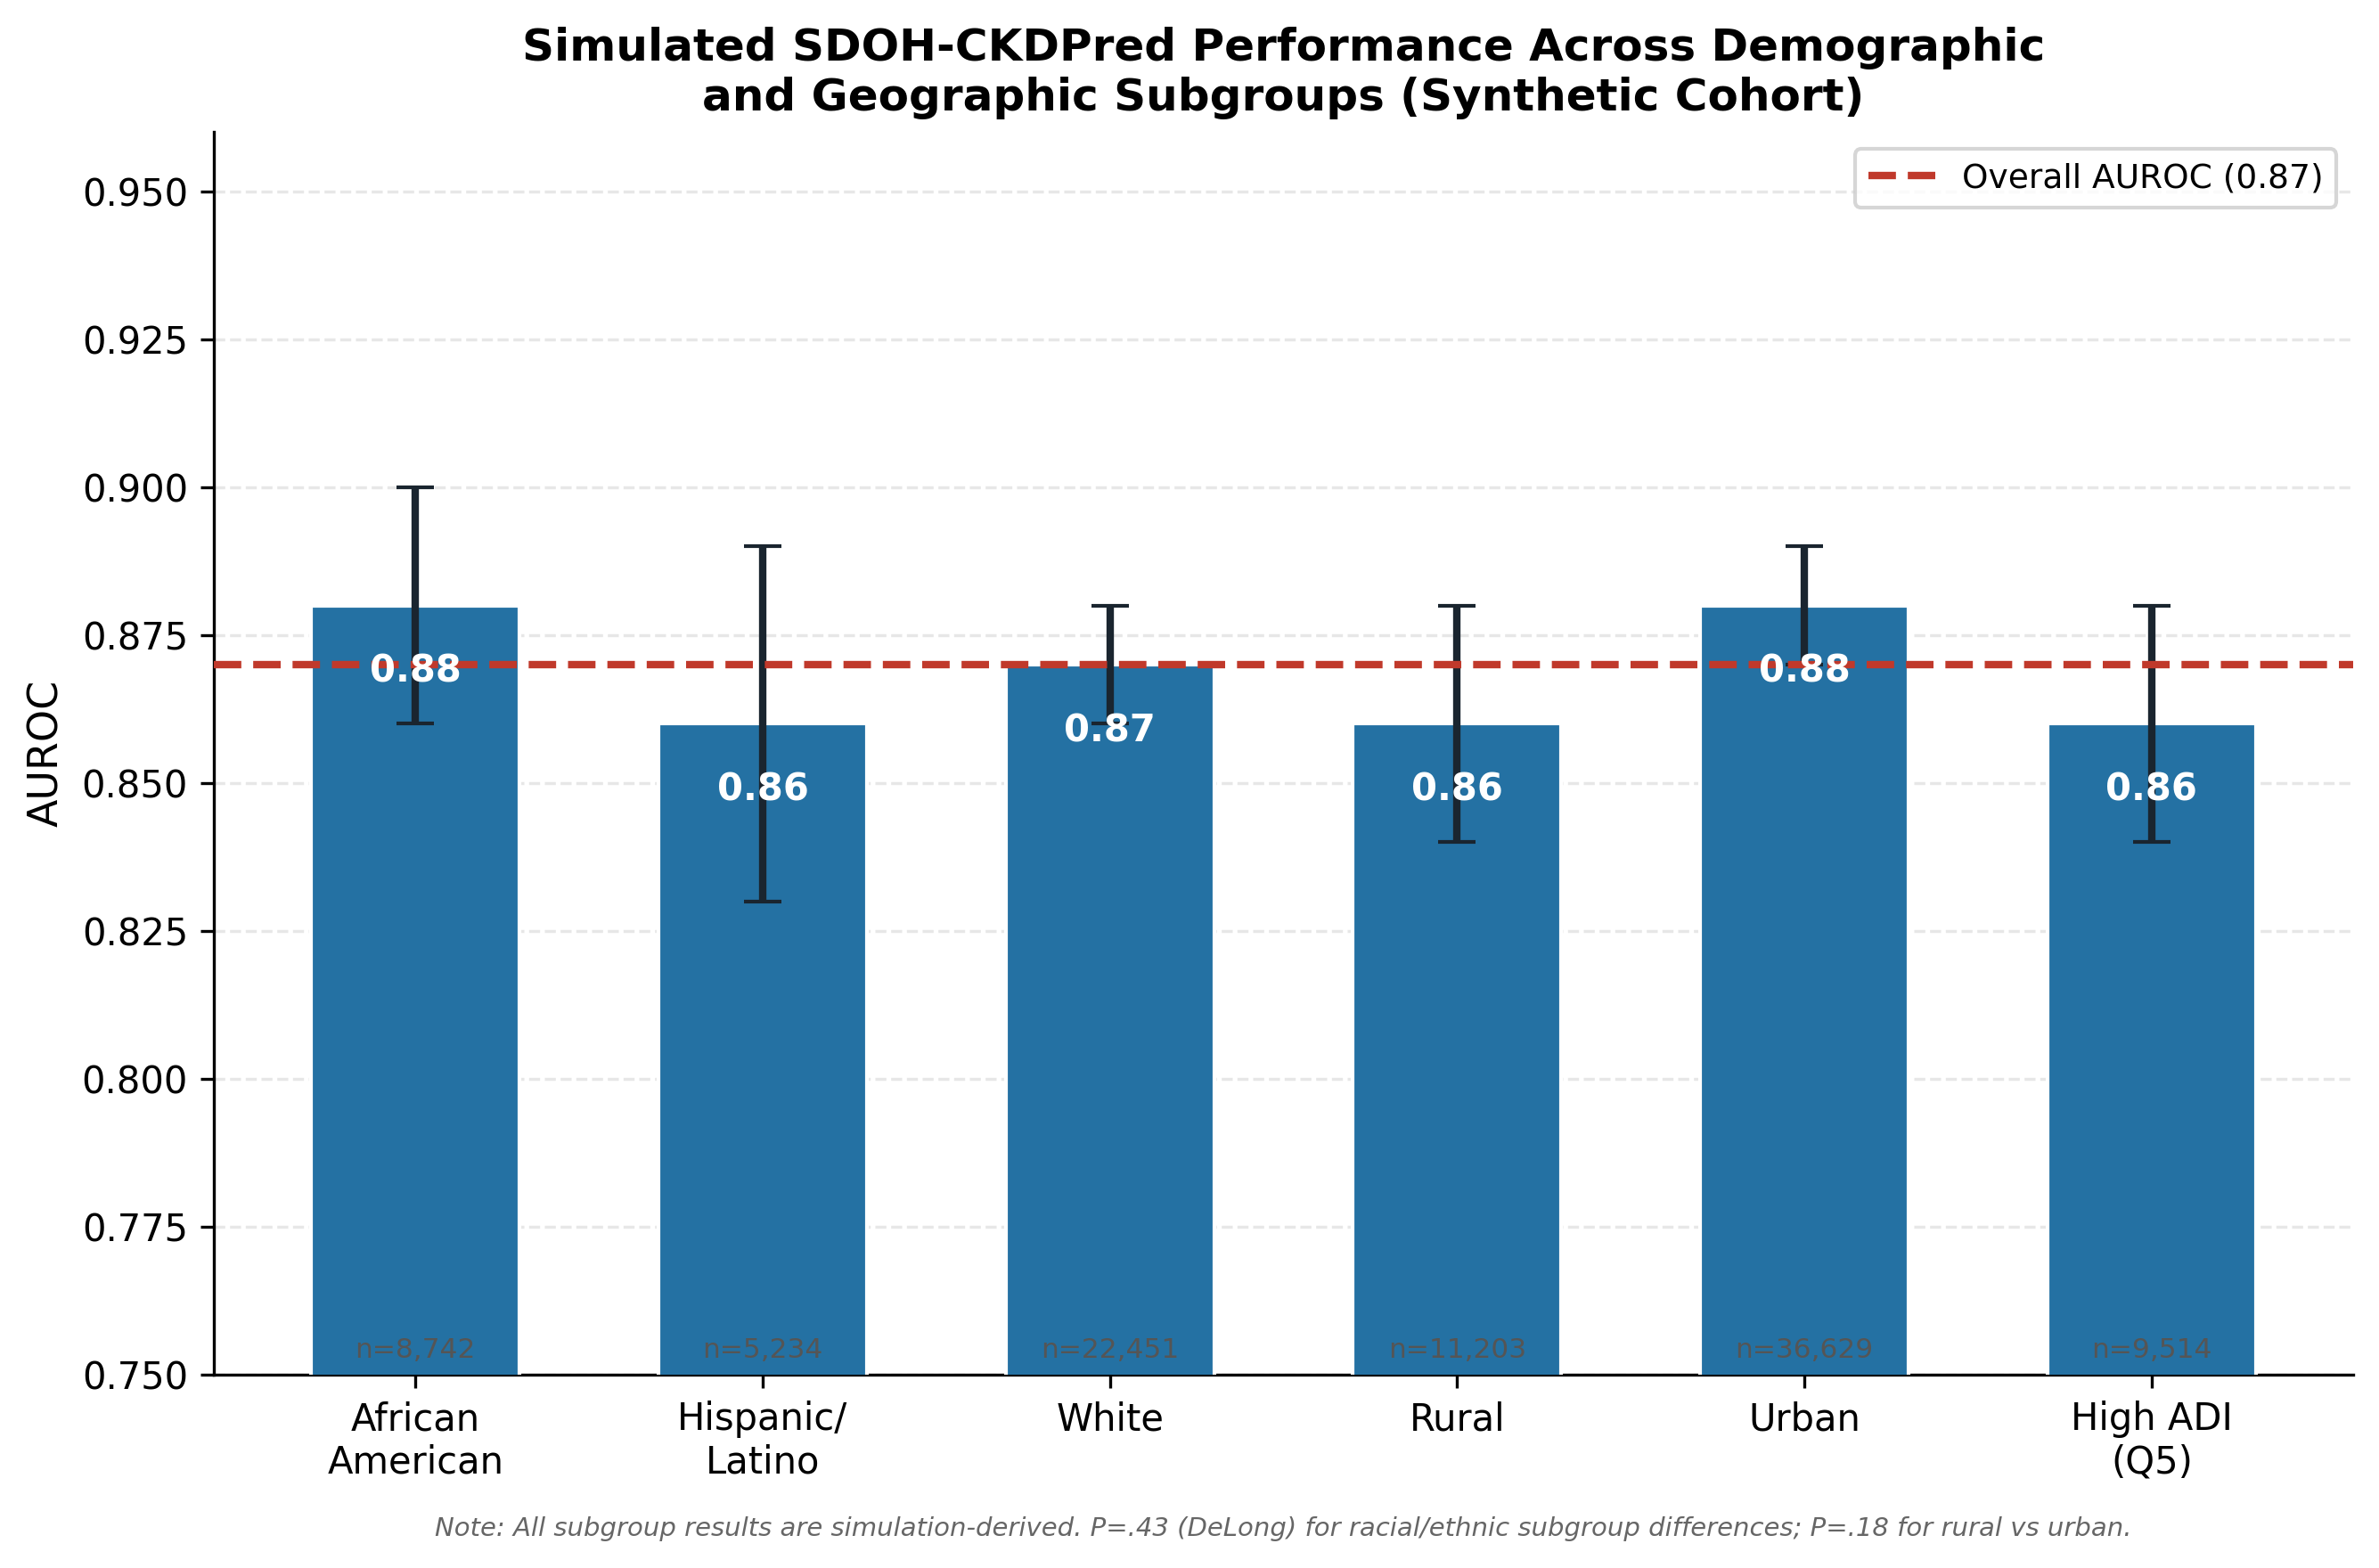 Simulated SDOH-CKDPred Performance Across Demographic
and Geographic Subgroups (Synthetic Cohort)
Overall AUROC (0.87)
AUROC
0.950
0.925
0.900
0.875
0.850
0.825
0.800
0.775
0.750
0.88
0.86
0.87
0.86
0.88
0.86
n=8,742
n=5,234
n=22,451
n=11,203
n=36,629
n=9,514
African
American
Hispanic/
Latino
White
Rural
Urban
High ADI
(Q5)
Note: All subgroup results are simulation-derived. P=.43 (DeLong) for racial/ethnic subgroup differences; P=.18 for rural vs urban.